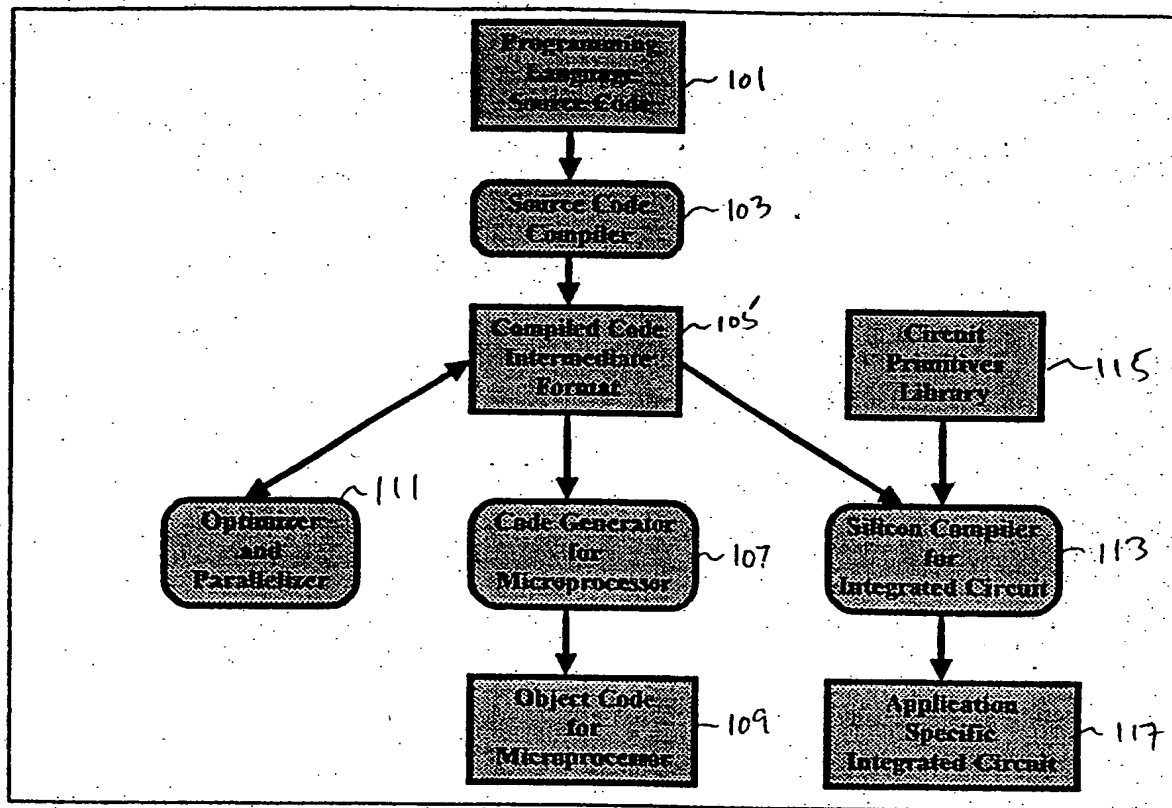 Programming
Language
Source Code
101
Source Code
Compiler
103
Compiled Code
Intermediate
Format
105
Circuit
Primitives
Library
115
Optimizer
and
Parallelizer
111
Code Generator
for
Microprocessor
107
Silicon Compiler
for
Integrated Circuit
113
Object Code
for
Microprocessor
109
Application
Specific
Integrated Circuit
117